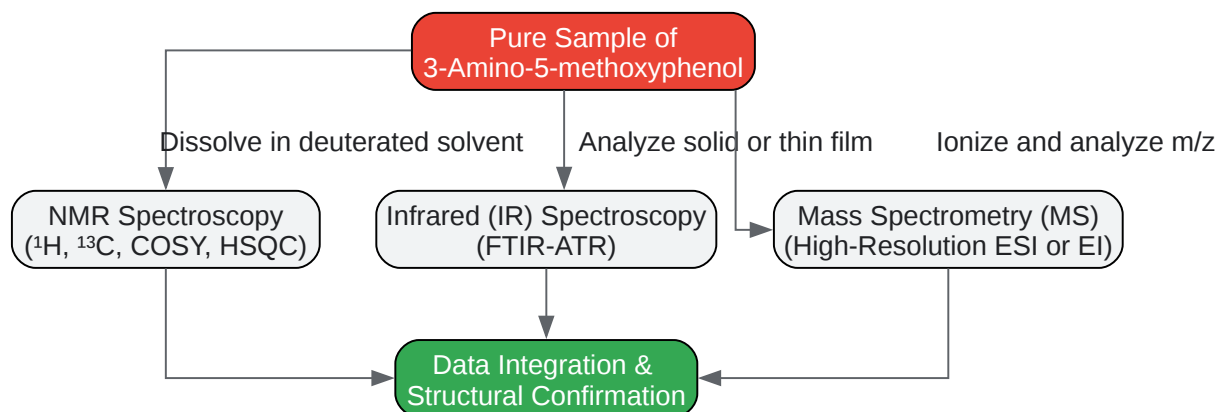 Pure Sample of
3-Amino-5-methoxyphenol
Dissolve in deuterated solvent
Analyze solid or thin film
Ionize and analyze m/z
NMR Spectroscopy
(¹H, ¹³C, COSY, HSQC)
Infrared (IR) Spectroscopy
(FTIR-ATR)
Mass Spectrometry (MS)
(High-Resolution ESI or EI)
Data Integration &
Structural Confirmation